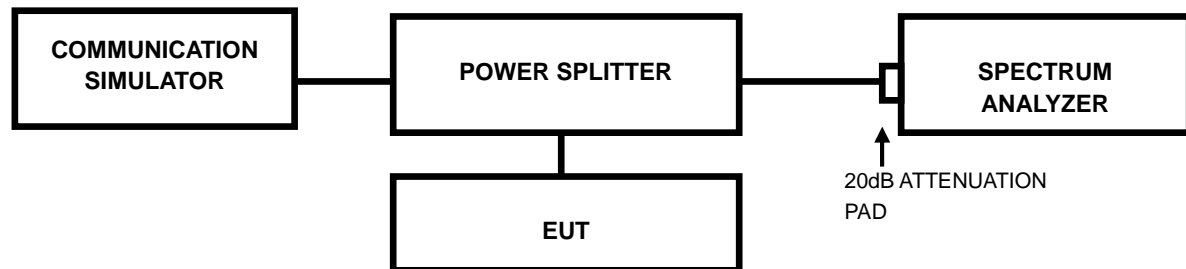 COMMUNICATION
SIMULATOR
POWER SPLITTER
SPECTRUM
ANALYZER
20dB ATTENUATION
PAD
EUT